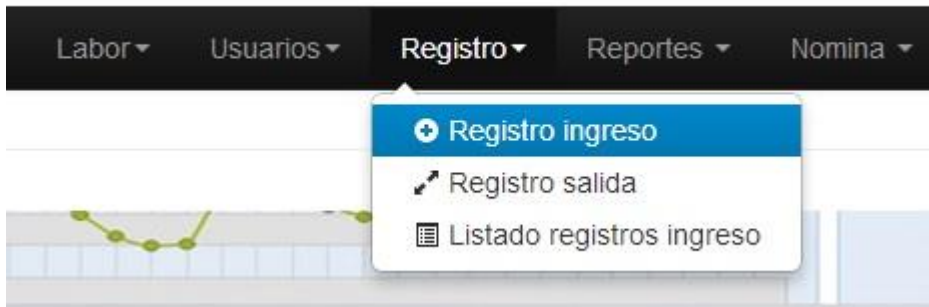 Labor Usuarios Registro Reportes Nomina
Registro ingreso
Registro salida
Listado registros ingreso